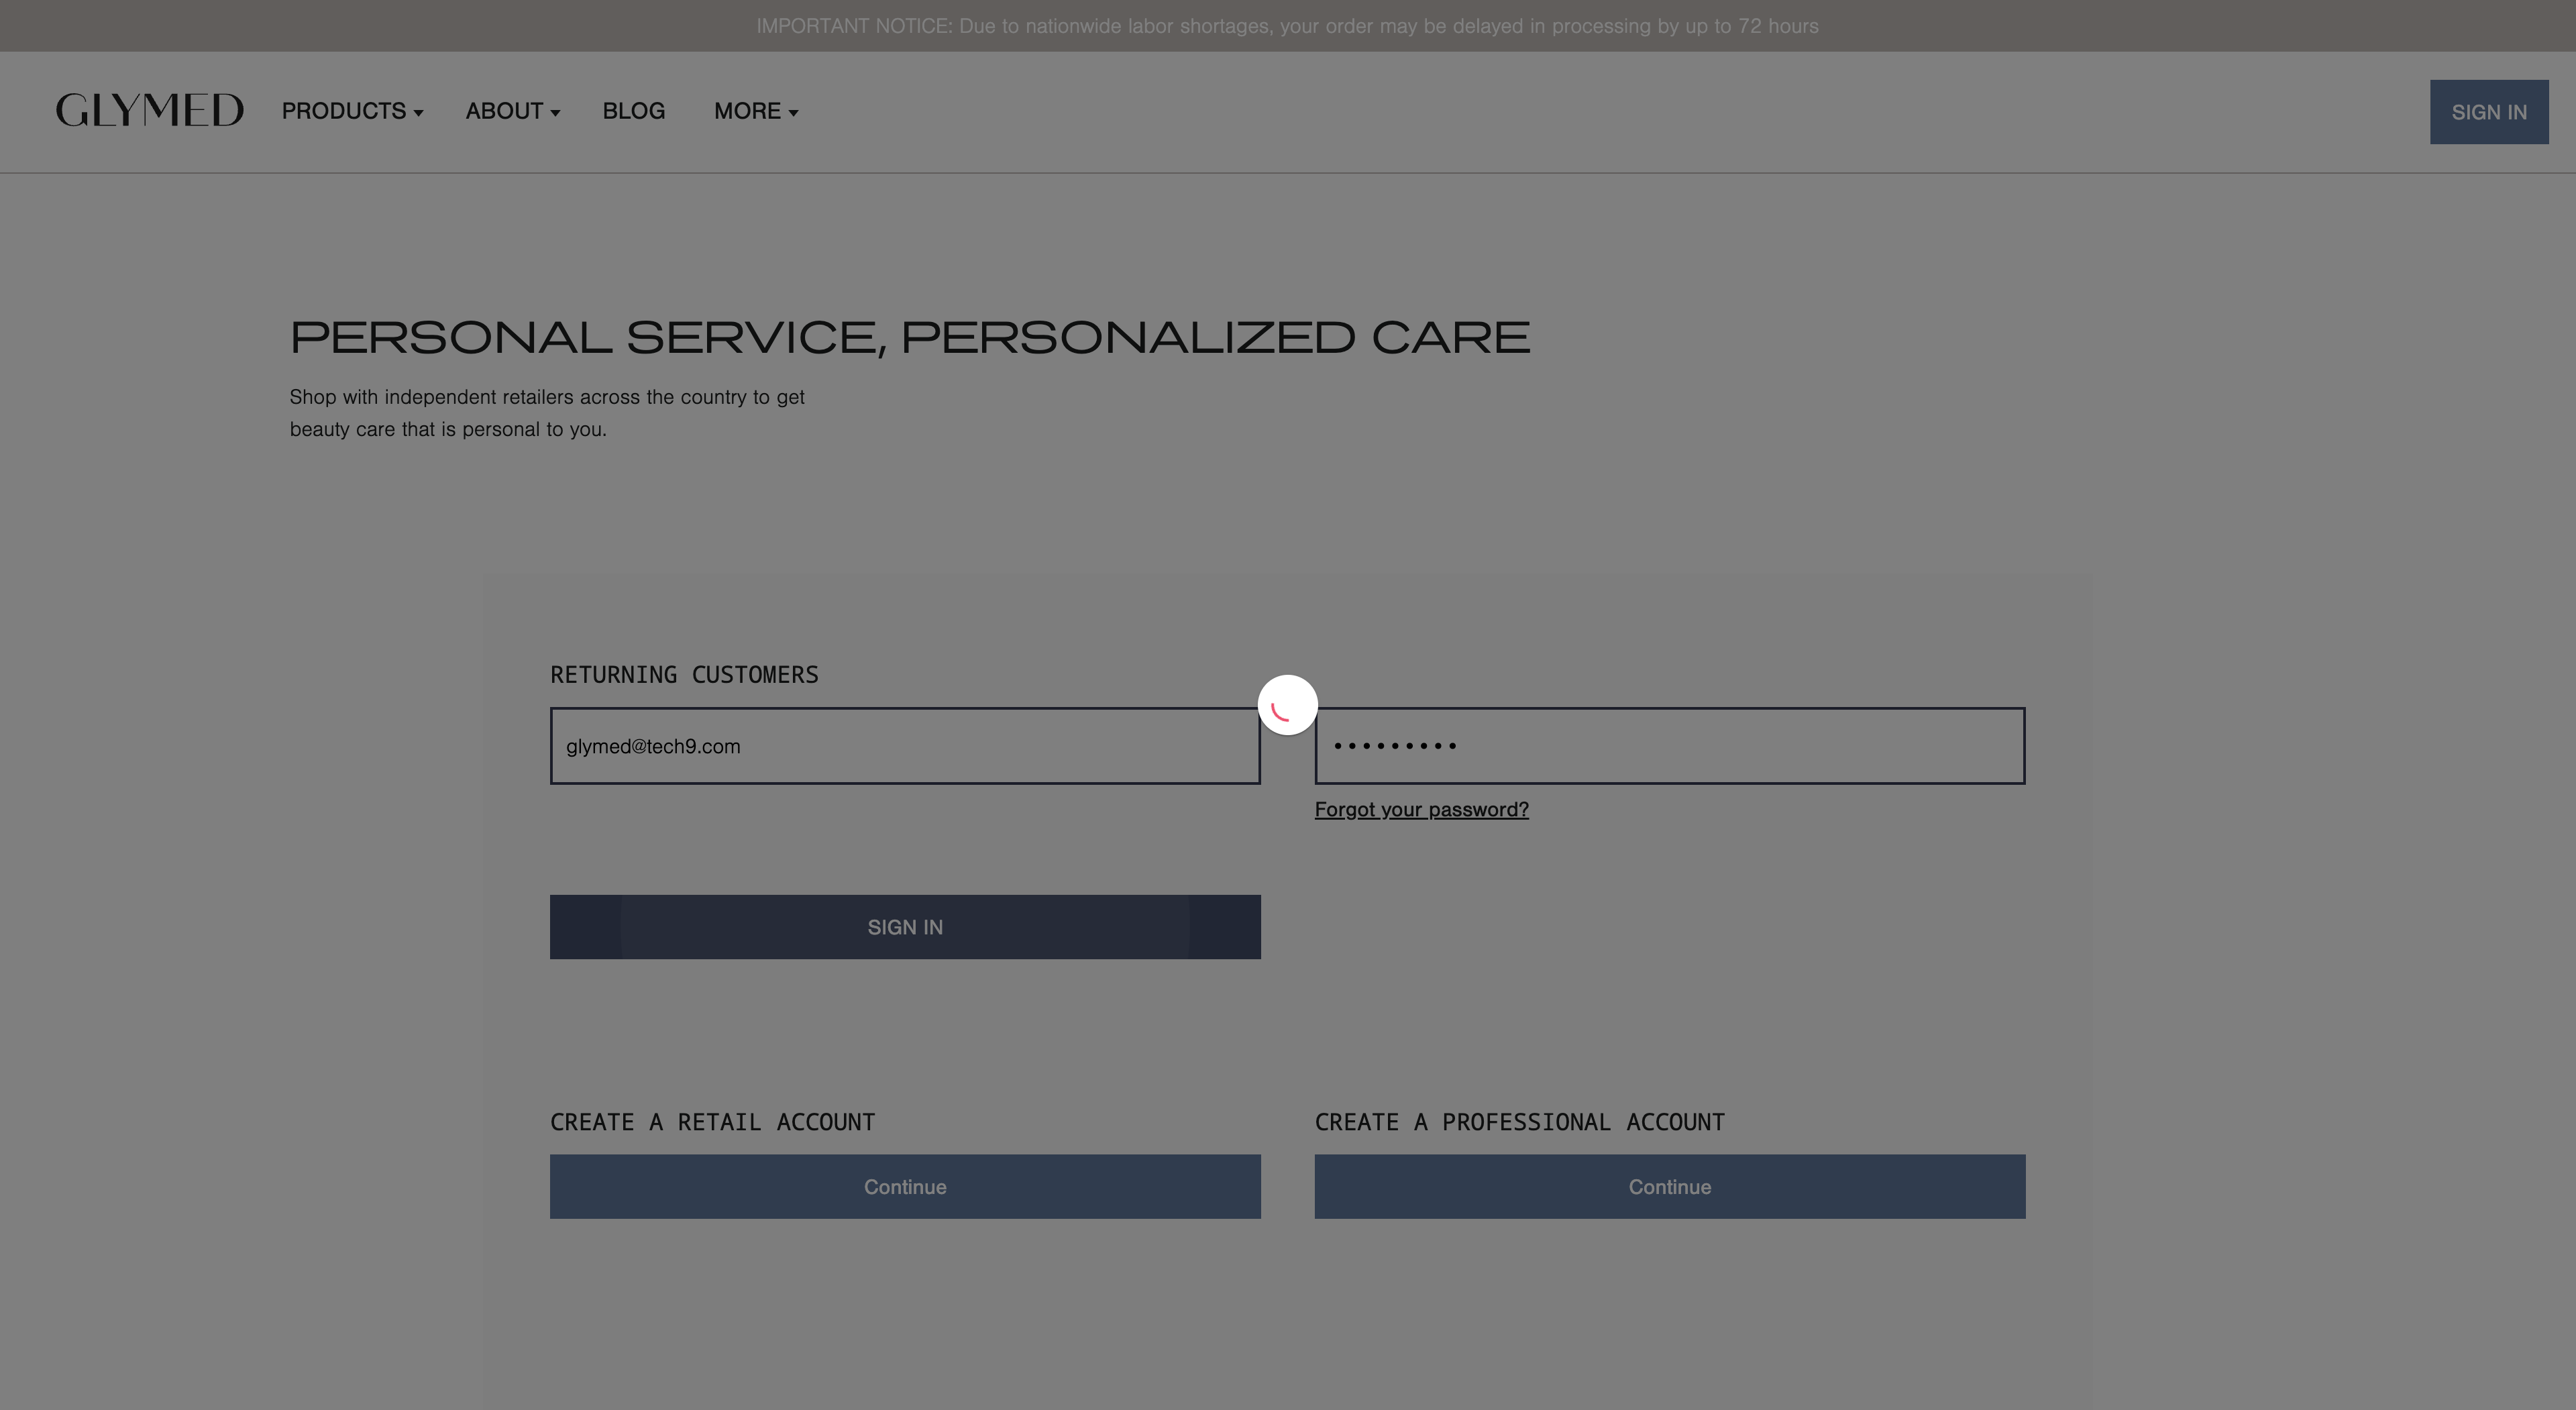 IMPORTANT NOTICE: Due to nationwide labor shortages, your order may be delayed in processing by up to 72 hours
GLYMED PRODUCTS ABOUT BLOG MORE SIGN IN
PERSONAL SERVICE, PERSONALIZED CARE
Shop with independent retailers across the country to get
beauty care that is personal to you.
RETURNING CUSTOMERS
glymed@tech9.com •••••••••
Forgot your password?
SIGN IN
CREATE A RETAIL ACCOUNT CREATE A PROFESSIONAL ACCOUNT
Continue Continue